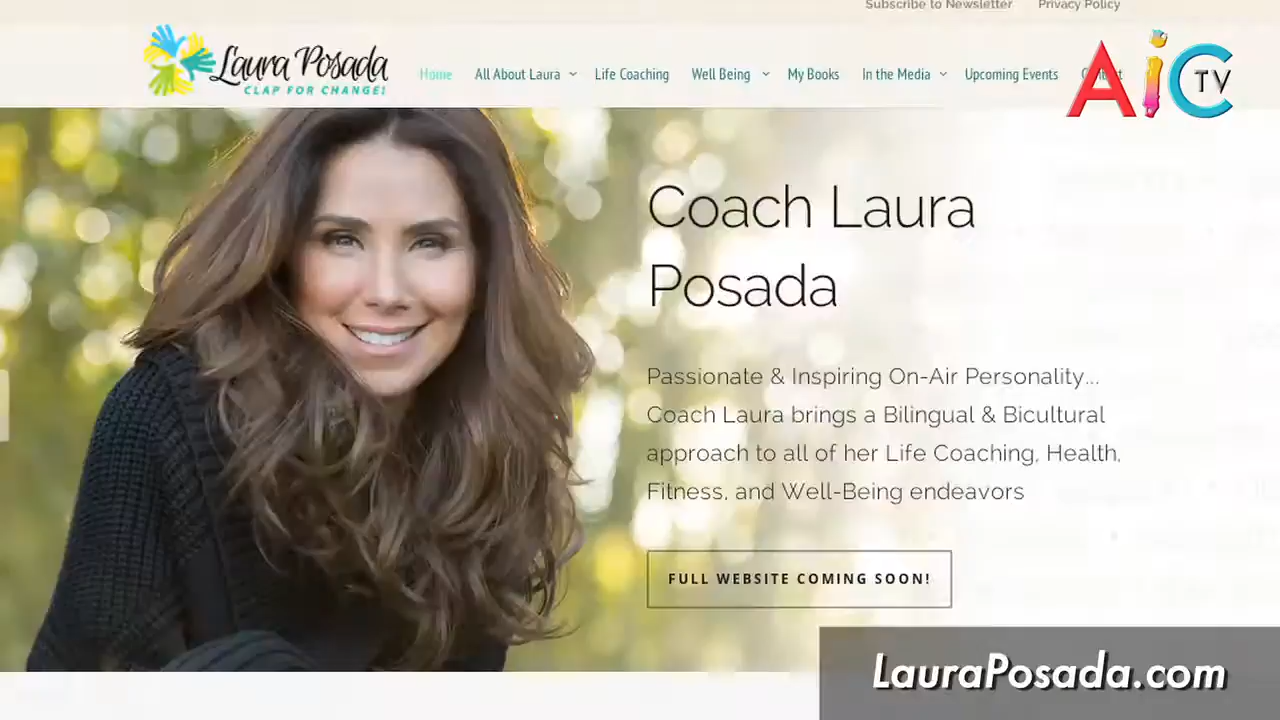 Subscribe to Newsletter Privacy Policy
Laura Posada
CLAP FOR CHANGE!
Home All About Laura Life Coaching Well Being My Books In the Media Upcoming Events
AiC TV
Coach Laura
Posada
Passionate & Inspiring On-Air Personality...
Coach Laura brings a Bilingual & Bicultural
approach to all of her Life Coaching, Health,
Fitness, and Well-Being endeavors
FULL WEBSITE COMING SOON!
LauraPosada.com